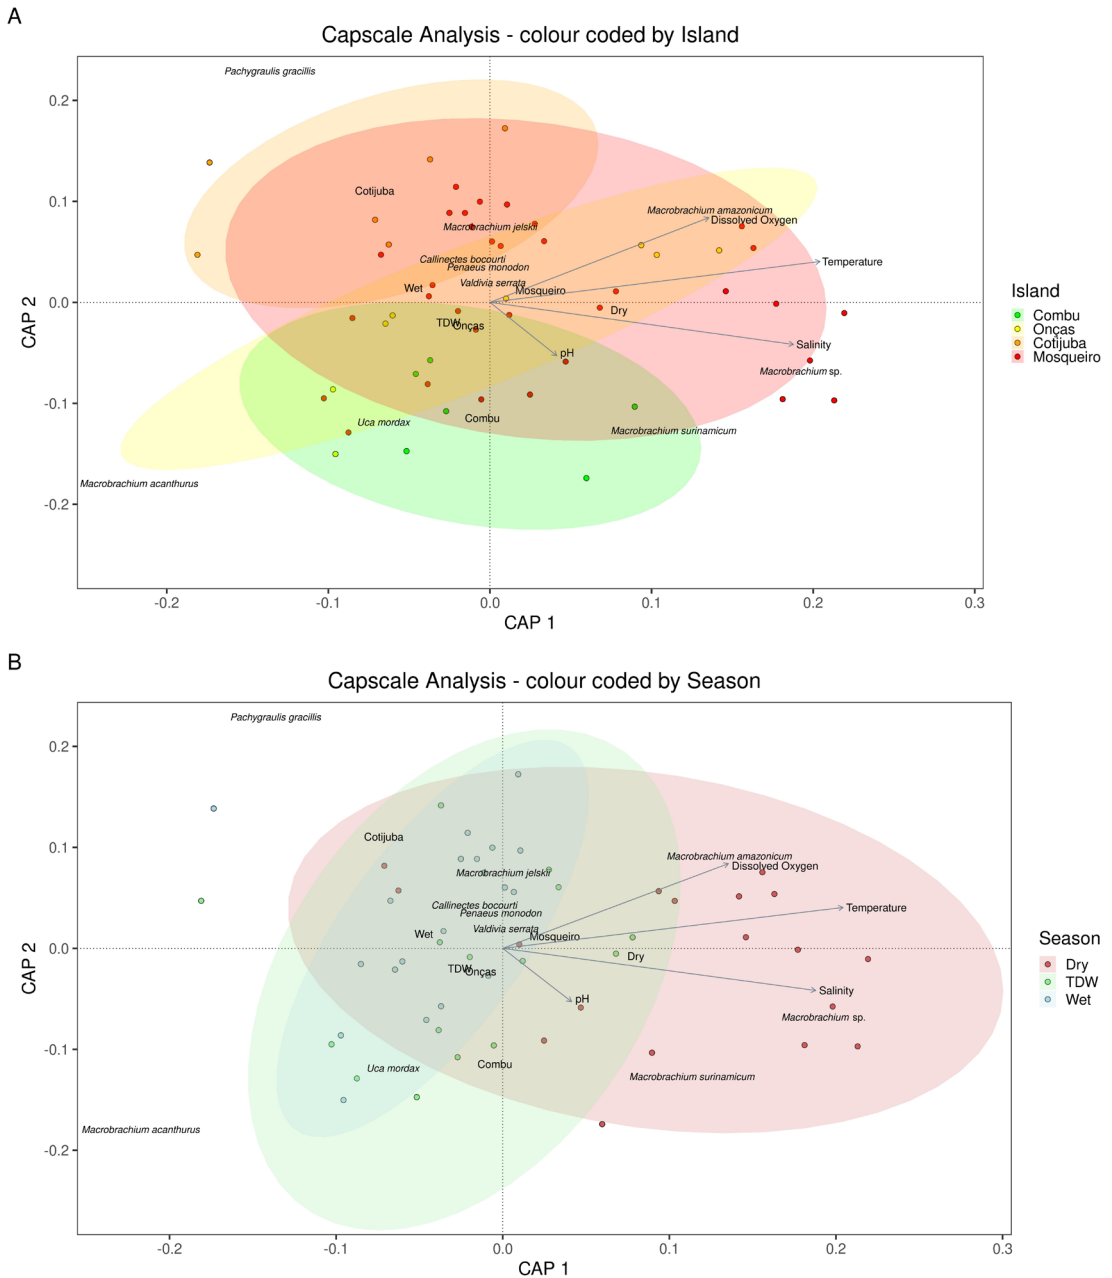 A
Capscale Analysis - colour coded by Island
Pachygraulis gracillis
0.2
0.1
0.0
-0.1
-0.2
CAP 2
Cotijuba
Macrobrachium amazonicum
Dissolved Oxygen
Macrobrachium jelskii
Callinectes bocourti
Penaeus monodon
Temperature
Valdivia serrata
Wet
Mosqueiro
Dry
TDW
Onças
Salinity
pH
Macrobrachium sp.
Combu
Uca mordax
Macrobrachium surinamicum
Macrobrachium acanthurus
-0.2 -0.1 0.0 0.1 0.2 0.3
CAP 1
Island
Combu
Onças
Cotijuba
Mosqueiro
B
Capscale Analysis - colour coded by Season
Pachygraulis gracillis
0.2
0.1
0.0
-0.1
-0.2
CAP 2
Cotijuba
Macrobrachium amazonicum
Dissolved Oxygen
Macrobrachium jelskii
Callinectes bocourti
Penaeus monodon
Temperature
Valdivia serrata
Wet
Mosqueiro
Dry
TDW
Onças
Salinity
pH
Macrobrachium sp.
Combu
Uca mordax
Macrobrachium surinamicum
Macrobrachium acanthurus
-0.2 -0.1 0.0 0.1 0.2 0.3
CAP 1
Season
Dry
TDW
Wet